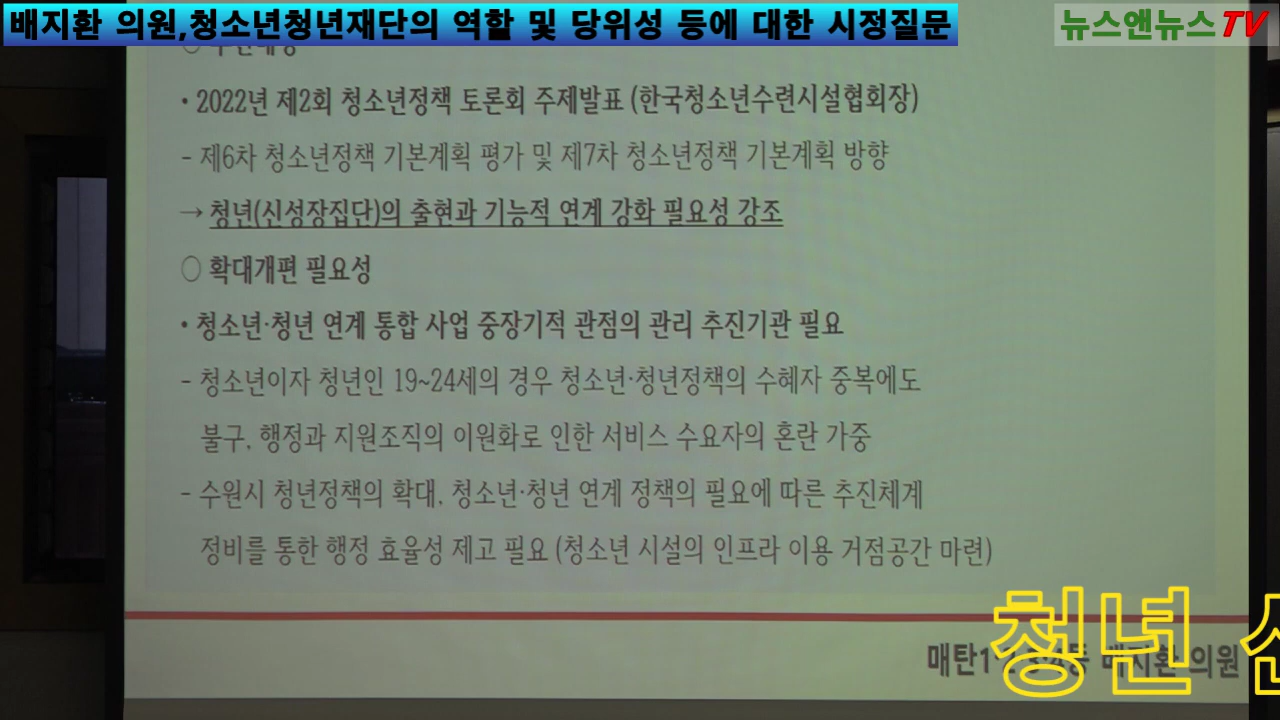 배지환 의원,청소년청년재단의 역할 및 당위성 등에 대한 시정질문
뉴스앤뉴스TV
• 2022년 제2회 청소년정책 토론회 주제발표 (한국청소년수련시설협회장)
- 제6차 청소년정책 기본계획 평가 및 제7차 청소년정책 기본계획 방향
→ 청년(신성장집단)의 출현과 기능적 연계 강화 필요성 강조
○ 확대개편 필요성
• 청소년·청년 연계 통합 사업 중장기적 관점의 관리 추진기관 필요
- 청소년이자 청년인 19~24세의 경우 청소년·청년정책의 수혜자 중복에도
불구, 행정과 지원조직의 이원화로 인한 서비스 수요자의 혼란 가중
- 수원시 청년정책의 확대, 청소년·청년 연계 정책의 필요에 따른 추진체계
정비를 통한 행정 효율성 제고 필요 (청소년 시설의 인프라 이용 거점공간 마련)
청년
매탄1 배지환 의원